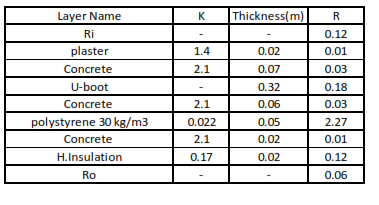 Layer Name K Thickness(m) R
Ri - - 0.12
plaster 1.4 0.02 0.01
Concrete 2.1 0.07 0.03
U-boot - 0.32 0.18
Concrete 2.1 0.06 0.03
polystyrene 30 kg/m3 0.022 0.05 2.27
Concrete 2.1 0.02 0.01
H.Insulation 0.17 0.02 0.12
Ro - - 0.06